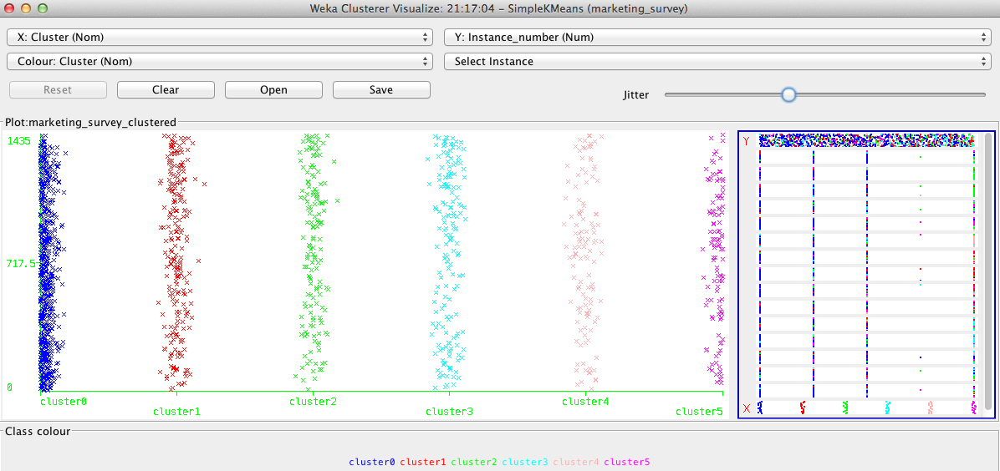 Weka Clusterer Visualize: 21:17:04 – SimpleKMeans (marketing_survey)
X: Cluster (Nom) Y: Instance_number (Num)
Colour: Cluster (Nom) Select Instance
Reset Clear Open Save Jitter
Plot:marketing_survey_clustered
1435 Y
717.5
0
cluster0 cluster2 cluster4
cluster1 cluster3 cluster5 X
Class colour
cluster0 cluster1 cluster2 cluster3 cluster4 cluster5